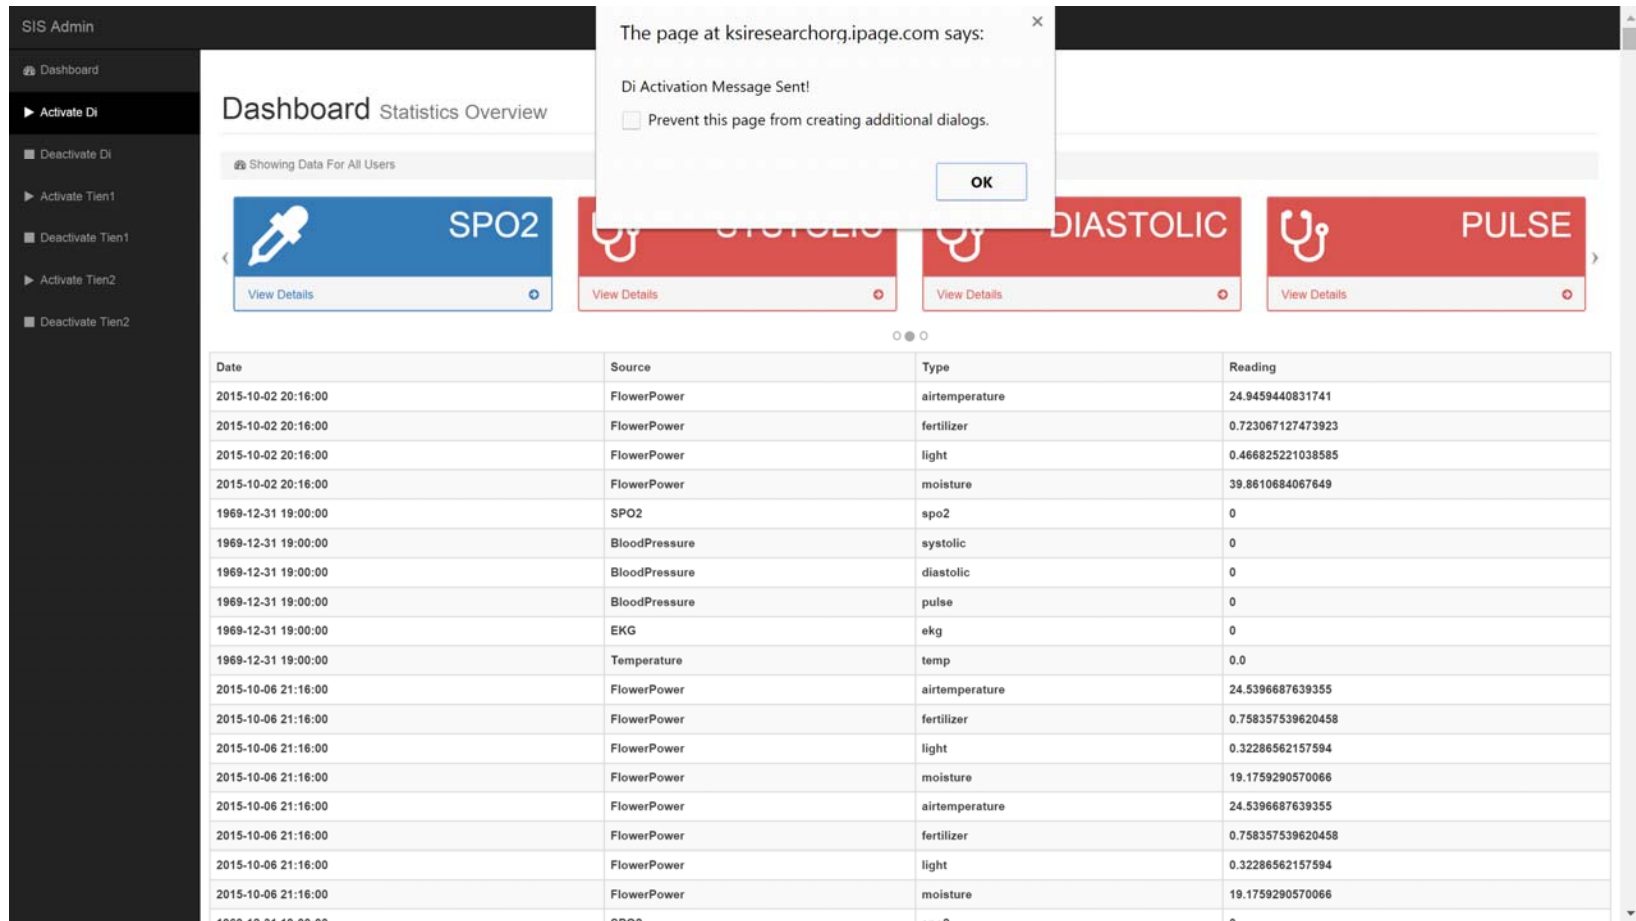 SIS Admin
The page at ksiresearchorg.ipage.com says:
Di Activation Message Sent!
Prevent this page from creating additional dialogs.
OK
Dashboard
Activate Di
Deactivate Di
Activate Tien1
Deactivate Tien1
Activate Tien2
Deactivate Tien2
Dashboard Statistics Overview
Showing Data For All Users
SPO2
DIASTOLIC
PULSE
View Details
View Details
View Details
View Details
Date Source Type Reading
2015-10-02 20:16:00 FlowerPower airtemperature 24.9459440831741
2015-10-02 20:16:00 FlowerPower fertilizer 0.723067127473923
2015-10-02 20:16:00 FlowerPower light 0.466825221038585
2015-10-02 20:16:00 FlowerPower moisture 39.8610684067649
1969-12-31 19:00:00 SPO2 spo2 0
1969-12-31 19:00:00 BloodPressure systolic 0
1969-12-31 19:00:00 BloodPressure diastolic 0
1969-12-31 19:00:00 BloodPressure pulse 0
1969-12-31 19:00:00 EKG ekg 0
1969-12-31 19:00:00 Temperature temp 0.0
2015-10-06 21:16:00 FlowerPower airtemperature 24.5396687639355
2015-10-06 21:16:00 FlowerPower fertilizer 0.758357539620458
2015-10-06 21:16:00 FlowerPower light 0.32286562157594
2015-10-06 21:16:00 FlowerPower moisture 19.1759290570066
2015-10-06 21:16:00 FlowerPower airtemperature 24.5396687639355
2015-10-06 21:16:00 FlowerPower fertilizer 0.758357539620458
2015-10-06 21:16:00 FlowerPower light 0.32286562157594
2015-10-06 21:16:00 FlowerPower moisture 19.1759290570066